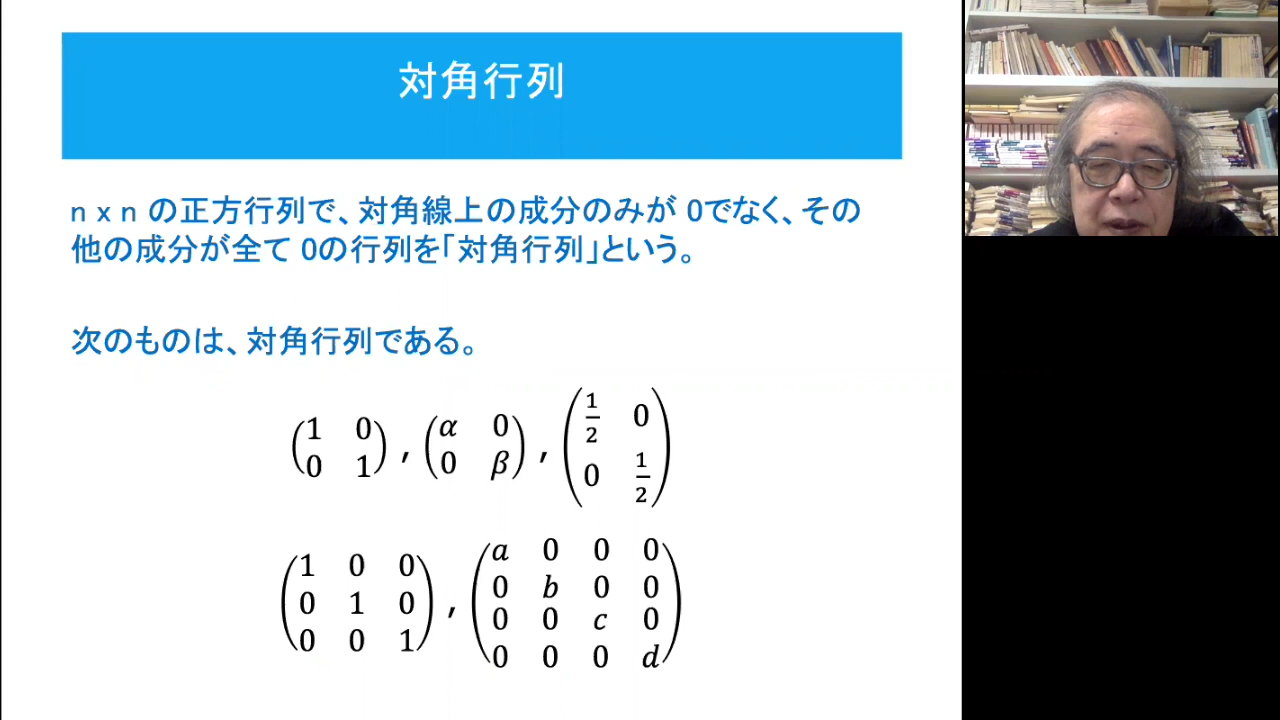 対角行列
n x n の正方行列で、対角線上の成分のみが 0でなく、その
他の成分が全て 0の行列を「対角行列」という。
次のものは、対角行列である。
(1 0
0 1) , (α 0
0 β) , (1/2 0
0 1/2)
(1 0 0
0 1 0
0 0 1) , (a 0 0 0
0 b 0 0
0 0 c 0
0 0 0 d)